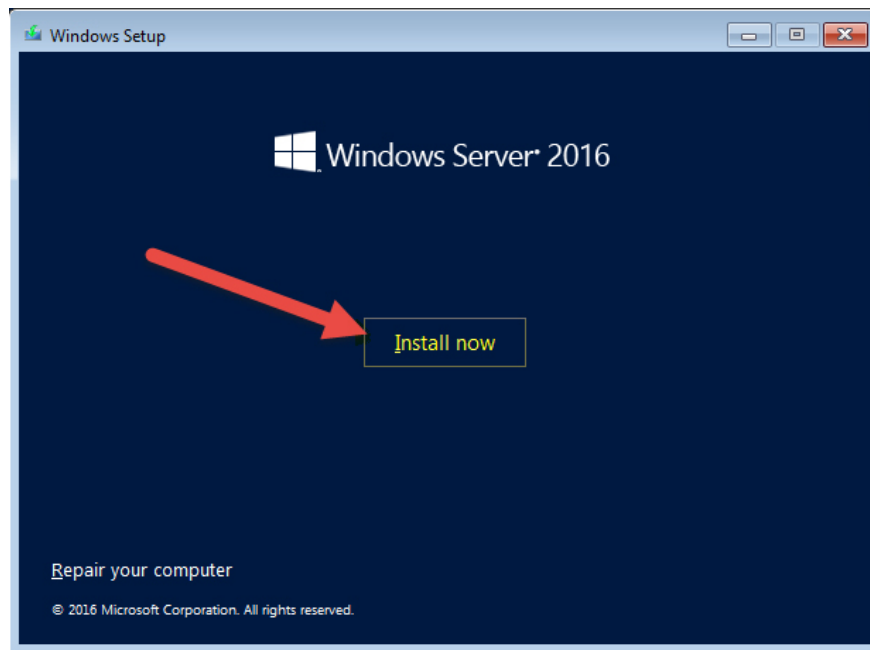 Windows Setup
Windows Server® 2016
Install now
Repair your computer
© 2016 Microsoft Corporation. All rights reserved.